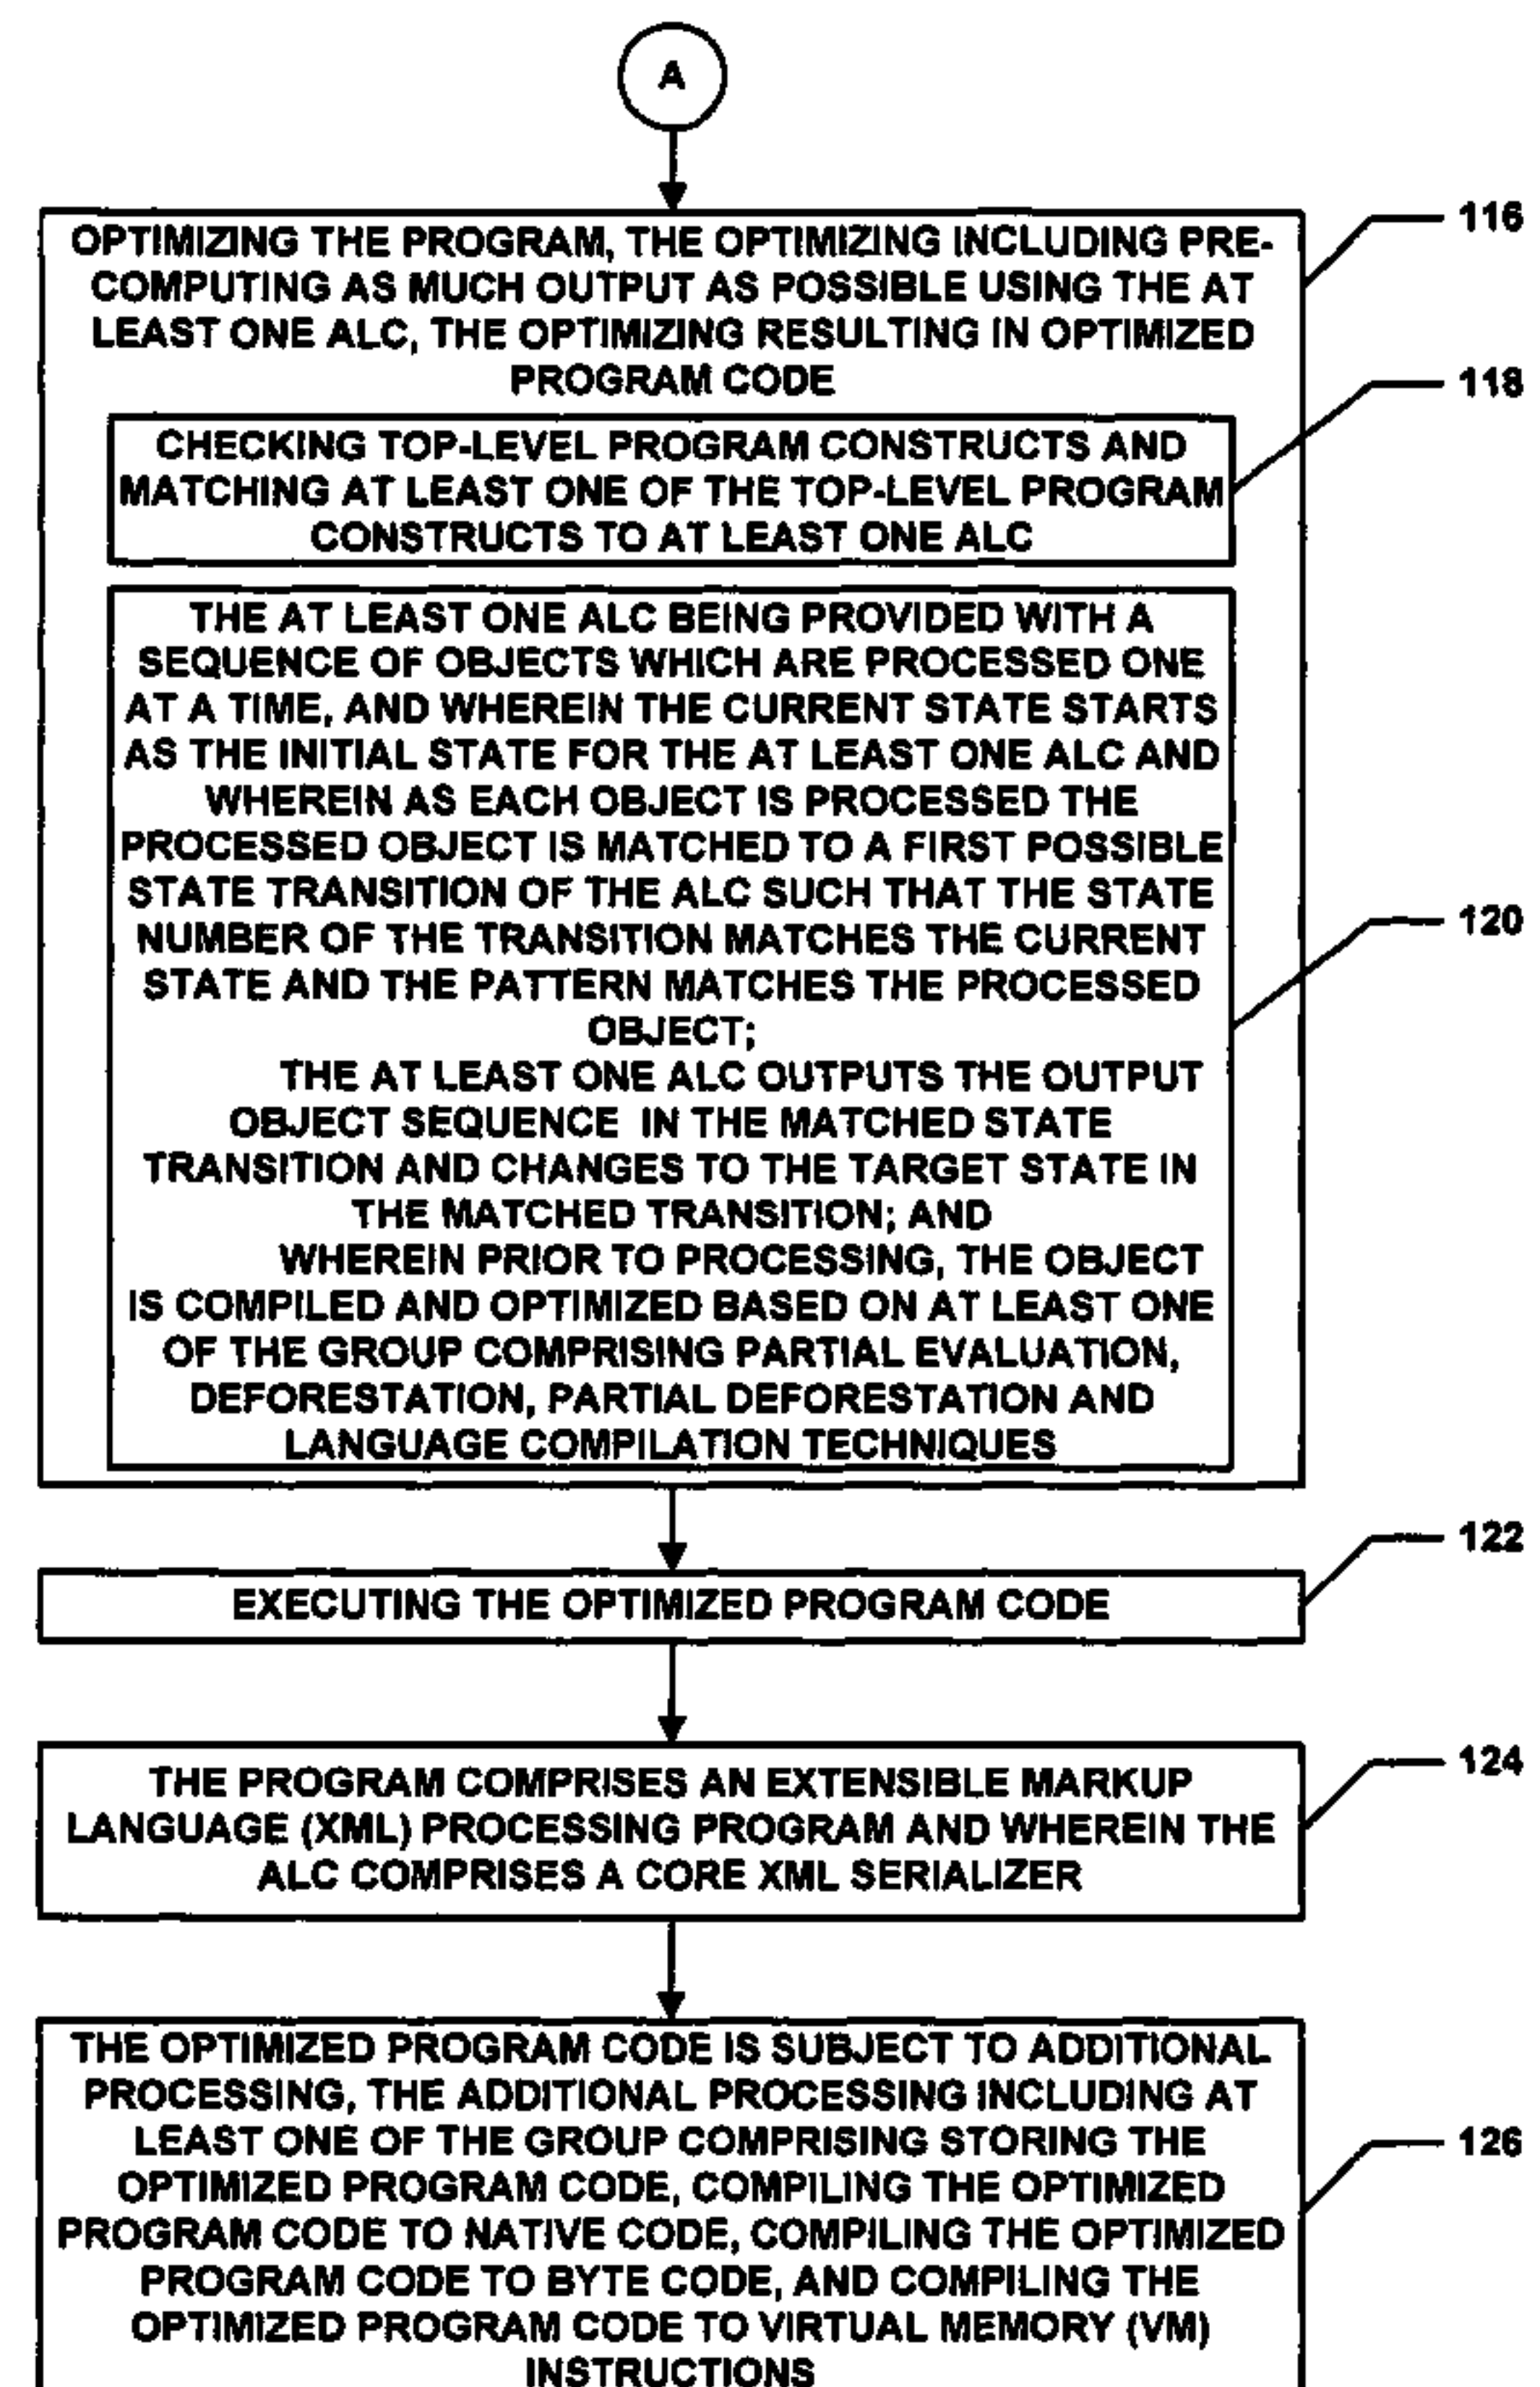 A
OPTIMIZING THE PROGRAM, THE OPTIMIZING INCLUDING PRE-
COMPUTING AS MUCH OUTPUT AS POSSIBLE USING THE AT
LEAST ONE ALC, THE OPTIMIZING RESULTING IN OPTIMIZED
PROGRAM CODE
116
CHECKING TOP-LEVEL PROGRAM CONSTRUCTS AND
MATCHING AT LEAST ONE OF THE TOP-LEVEL PROGRAM
CONSTRUCTS TO AT LEAST ONE ALC
118
THE AT LEAST ONE ALC BEING PROVIDED WITH A
SEQUENCE OF OBJECTS WHICH ARE PROCESSED ONE
AT A TIME, AND WHEREIN THE CURRENT STATE STARTS
AS THE INITIAL STATE FOR THE AT LEAST ONE ALC AND
WHEREIN AS EACH OBJECT IS PROCESSED THE
PROCESSED OBJECT IS MATCHED TO A FIRST POSSIBLE
STATE TRANSITION OF THE ALC SUCH THAT THE STATE
NUMBER OF THE TRANSITION MATCHES THE CURRENT
STATE AND THE PATTERN MATCHES THE PROCESSED
OBJECT;
THE AT LEAST ONE ALC OUTPUTS THE OUTPUT
OBJECT SEQUENCE IN THE MATCHED STATE
TRANSITION AND CHANGES TO THE TARGET STATE IN
THE MATCHED TRANSITION; AND
WHEREIN PRIOR TO PROCESSING, THE OBJECT
IS COMPILED AND OPTIMIZED BASED ON AT LEAST ONE
OF THE GROUP COMPRISING PARTIAL EVALUATION,
DEFORESTATION, PARTIAL DEFORESTATION AND
LANGUAGE COMPILATION TECHNIQUES
120
EXECUTING THE OPTIMIZED PROGRAM CODE
122
THE PROGRAM COMPRISES AN EXTENSIBLE MARKUP
LANGUAGE (XML) PROCESSING PROGRAM AND WHEREIN THE
ALC COMPRISES A CORE XML SERIALIZER
124
THE OPTIMIZED PROGRAM CODE IS SUBJECT TO ADDITIONAL
PROCESSING, THE ADDITIONAL PROCESSING INCLUDING AT
LEAST ONE OF THE GROUP COMPRISING STORING THE
OPTIMIZED PROGRAM CODE, COMPILING THE OPTIMIZED
PROGRAM CODE TO NATIVE CODE, COMPILING THE OPTIMIZED
PROGRAM CODE TO BYTE CODE, AND COMPILING THE
OPTIMIZED PROGRAM CODE TO VIRTUAL MEMORY (VM)
INSTRUCTIONS
126